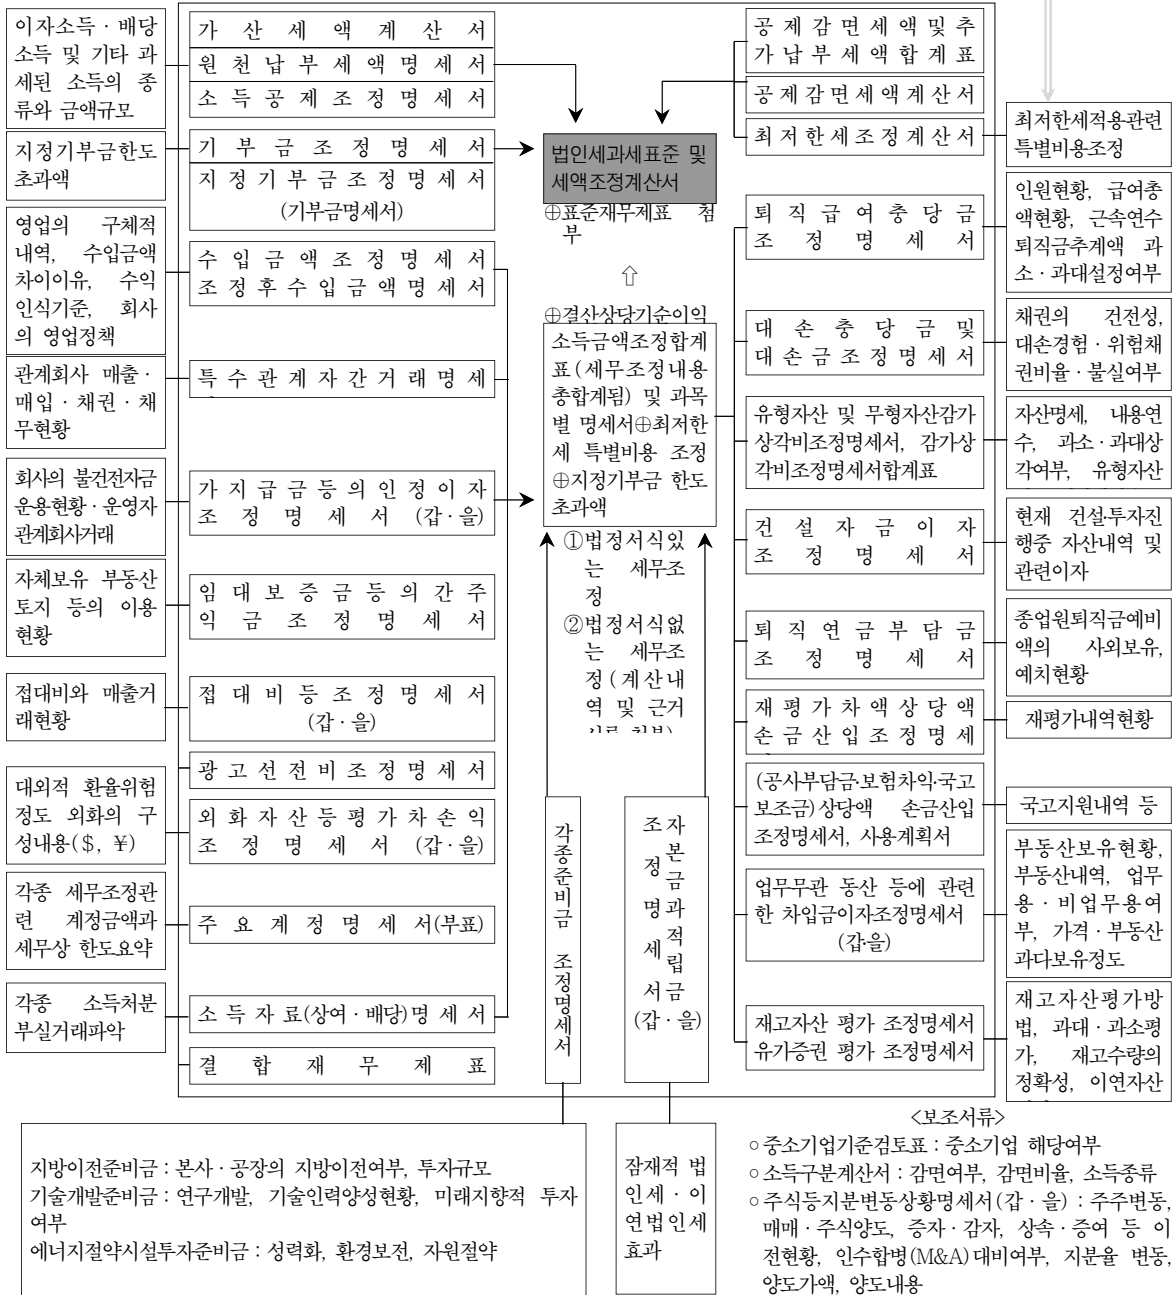 이자소득 · 배당
소득 및 기타 과
세된 소득의 종
류와 금액규모
지정기부금한도
초과액
영업의 구체적
내역, 수입금액
차이이유, 수익
인식기준, 회사
의 영업정책
관계회사 매출 ·
매입 · 채권 · 채
무현황
회사의 불건전자금
운용현황 · 운영자
관계회사거래
자체보유 부동산
토지 등의 이용
현황
접대비와 매출거
래현황
대외적 환율위험
정도 외화의 구
성내용($, ¥)
각종 세무조정관
련 계정금액과
세무상 한도요약
각종 소득처분
부실거래파악
가 산 세 액 계 산 서
원 천 납 부 세 액 명 세 서
소 득 공 제 조 정 명 세 서
기 부 금 조 정 명 세 서
지 정 기 부 금 조 정 명 세 서
(기부금명세서)
수 입 금 액 조 정 명 세 서
조 정 후 수 입 금 액 명 세 서
특 수 관 계 자 간 거 래 명 세
가 지 급 금 등 의 인 정 이 자
조 정 명 세 서 (갑 · 을)
임 대 보 증 금 등 의 간 주
익 금 조 정 명 세 서
접 대 비 등 조 정 명 세 서
(갑 · 을)
광 고 선 전 비 조 정 명 세 서
외 화 자 산 등 평 가 차 손 익
조 정 명 세 서 (갑 · 을)
주 요 계 정 명 세 서(부표)
소 득 자 료(상여 · 배당)명 세 서
결 합 재 무 제 표
법인세과세표준 및
세액조정계산서
⊕표준재무제표 첨
부
⇧
⊕결산상당기순이익
소득금액조정합계
표(세무조정내용
총합계됨) 및 과목
별 명세서⊕최저한
세 특별비용 조정
⊕지정기부금 한도
초과액
①법정서식있
는 세무조
정
②법정서식없
는 세무조
정(계산내
역 및 근거
서류 첨부)
각종준비금 조정명세서
자본금과적립금
조정명세서
(갑 · 을)
공 제 감 면 세 액 및 추
가 납 부 세 액 합 계 표
공 제 감 면 세 액 계 산 서
최 저 한 세 조 정 계 산 서
퇴 직 급 여 충 당 금
조 정 명 세 서
대 손 충 당 금 및
대 손 금 조 정 명 세 서
유형자산 및 무형자산감가
상각비조정명세서, 감가상
각비조정명세서합계표
건 설 자 금 이 자
조 정 명 세 서
퇴 직 연 금 부 담 금
조 정 명 세 서
재 평 가 차 액 상 당 액
손 금 산 입 조 정 명 세
(공사부담금·보험차익·국고
보조금)상당액 손금산입
조정명세서, 사용계획서
업무무관 동산 등에 관련
한 차입금이자조정명세서
(갑·을)
재고자산 평가 조정명세서
유가증권 평가 조정명세서
최저한세적용관련
특별비용조정
인원현황, 급여총
액현황, 근속연수
퇴직금추계액 과
소 · 과대설정여부
채권의 건전성,
대손경험 · 위험채
권비율 · 불실여부
자산명세, 내용연
수, 과소 · 과대상
각여부, 유형자산
현재 건설·투자진
행중 자산내역 및
관련이자
종업원퇴직금예비
액의 사외보유,
예치현황
재평가내역현황
국고지원내역 등
부동산보유현황,
부동산내역, 업무
용 · 비업무용여
부, 가격 · 부동산
과다보유정도
재고자산평가방
법, 과대 · 과소평
가, 재고수량의
정확성, 이연자산
지방이전준비금 : 본사 · 공장의 지방이전여부, 투자규모
기술개발준비금 : 연구개발, 기술인력양성현황, 미래지향적 투자
여부
에너지절약시설투자준비금 : 성력화, 환경보전, 자원절약
잠재적 법
인세 · 이
연법인세
효과
<보조서류>
○중소기업기준검토표 : 중소기업 해당여부
○소득구분계산서 : 감면여부, 감면비율, 소득종류
○주식등지분변동상황명세서(갑 · 을) : 주주변동,
매매 · 주식양도, 증자 · 감자, 상속 · 증여 등 이
전현황, 인수합병(M&A)대비여부, 지분율 변동,
양도가액, 양도내용